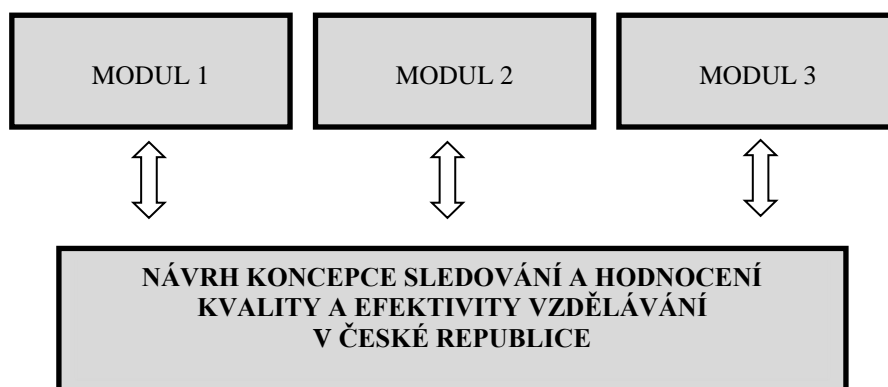 MODUL 1
MODUL 2
MODUL 3
NÁVRH KONCEPCE SLEDOVÁNÍ A HODNOCENÍ
KVALITY A EFEKTIVITY VZDĚLÁVÁNÍ
V ČESKÉ REPUBLICE